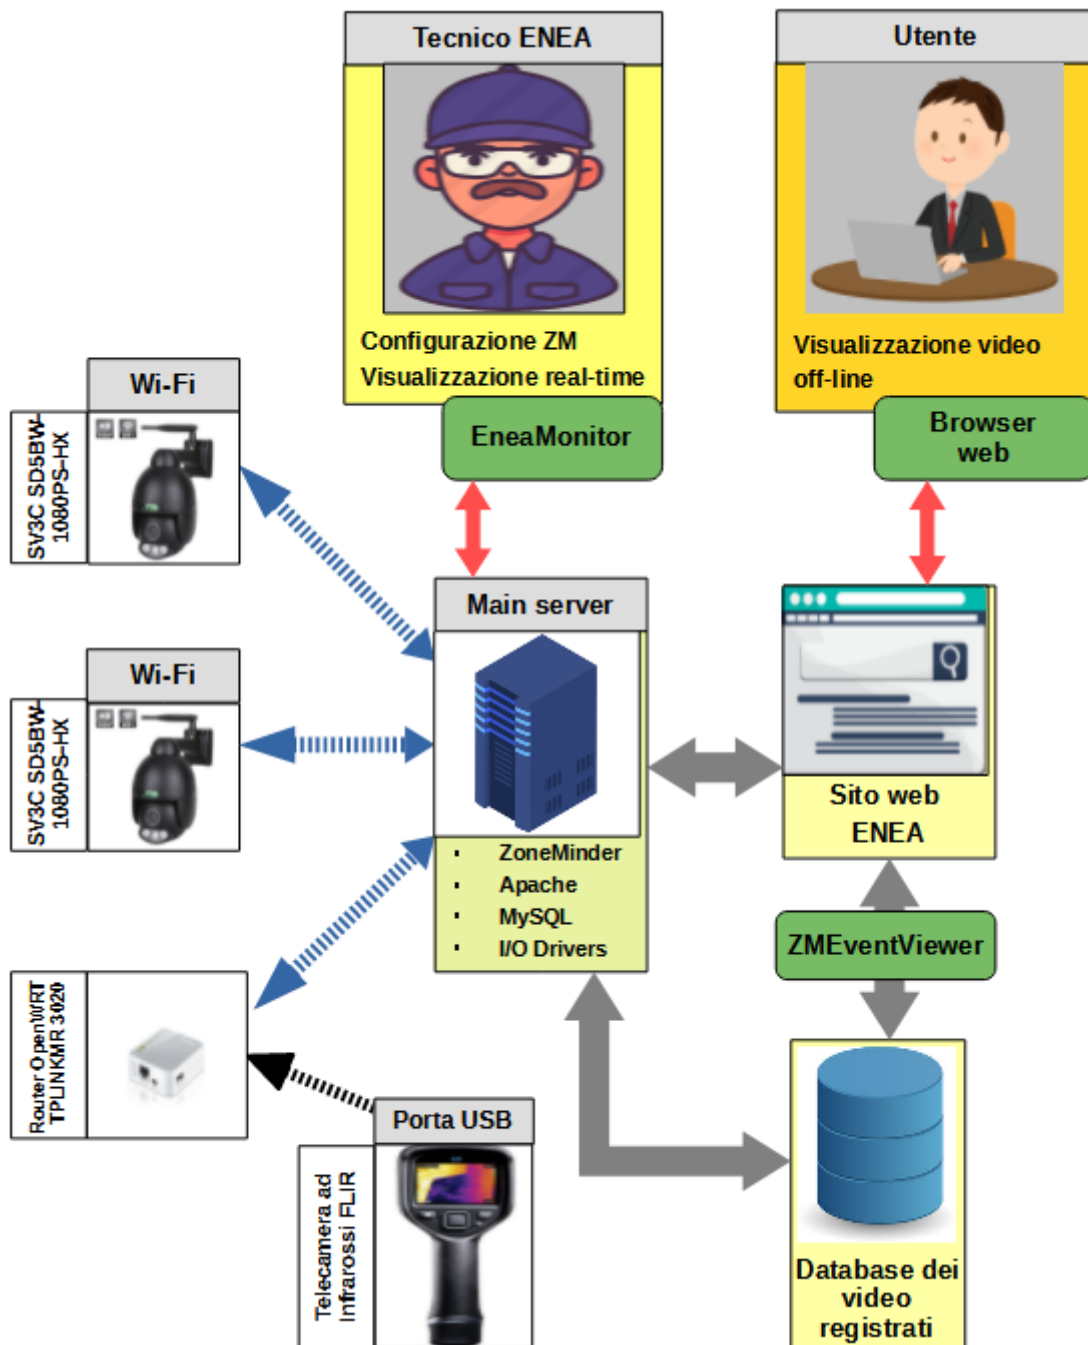 Tecnico ENEA
Utente
Configurazione ZM
Visualizzazione real-time
Visualizzazione video
off-line
EneaMonitor
Browser
web
Wi-Fi
SV3C SD5BW-
1080PS-HX
Main server
Wi-Fi
SV3C SD5BW-
1080PS-HX
Sito web
ENEA
· ZoneMinder
· Apache
· MySQL
· I/O Drivers
ZMEventViewer
Router OpenWRT
TPLINKMR 3020
Porta USB
Telecamera ad
Infrarossi FLIR
Database dei
video
registrati